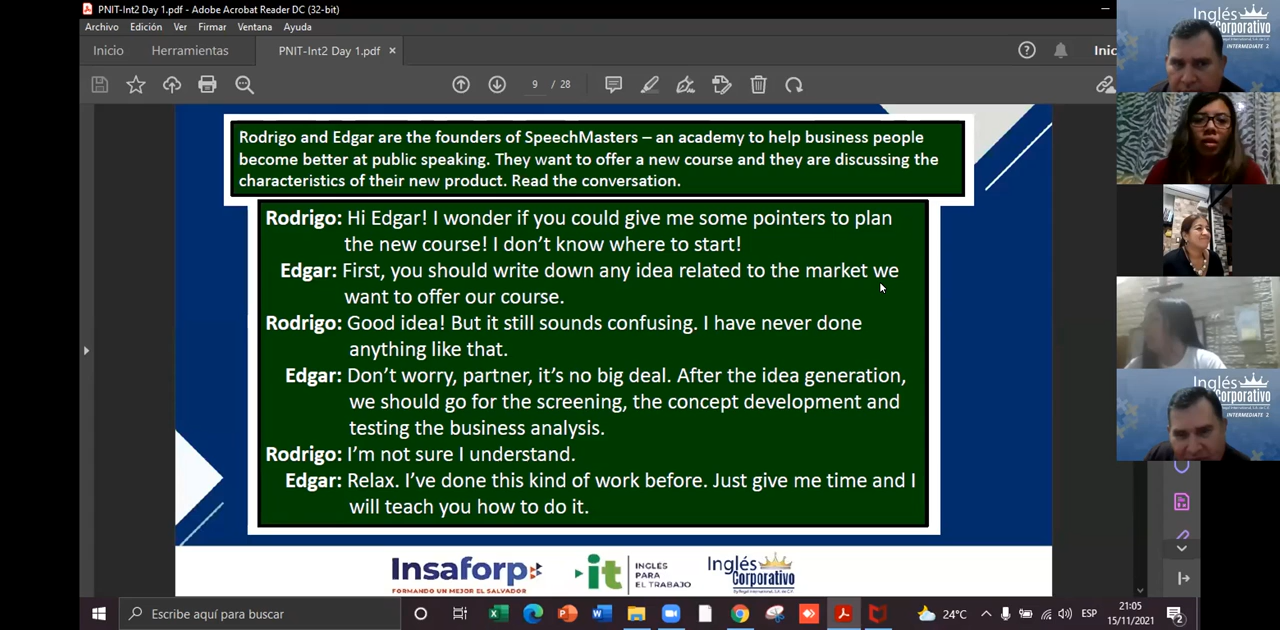 PNIT-Int2 Day 1.pdf - Adobe Acrobat Reader DC (32-bit)
Archivo Edición Ver Firmar Ventana Ayuda
Inicio Herramientas PNIT-Int2 Day 1.pdf × Inic
9 / 28
Rodrigo and Edgar are the founders of SpeechMasters – an academy to help business people
become better at public speaking. They want to offer a new course and they are discussing the
characteristics of their new product. Read the conversation.
Rodrigo: Hi Edgar! I wonder if you could give me some pointers to plan
the new course! I don't know where to start!
Edgar: First, you should write down any idea related to the market we
want to offer our course.
Rodrigo: Good idea! But it still sounds confusing. I have never done
anything like that.
Edgar: Don't worry, partner, it's no big deal. After the idea generation,
we should go for the screening, the concept development and
testing the business analysis.
Rodrigo: I'm not sure I understand.
Edgar: Relax. I've done this kind of work before. Just give me time and I
will teach you how to do it.
Insaforp
FORMANDO UN MEJOR EL SALVADOR
it
INGLÉS
PARA
EL TRABAJO
Inglés
Corporativo
Inglés
Corporativo
INTERMEDIATE 2
Inglés
Corporativo
INTERMEDIATE 2
Escribe aquí para buscar
24°C
ESP
21:05
15/11/2021
2